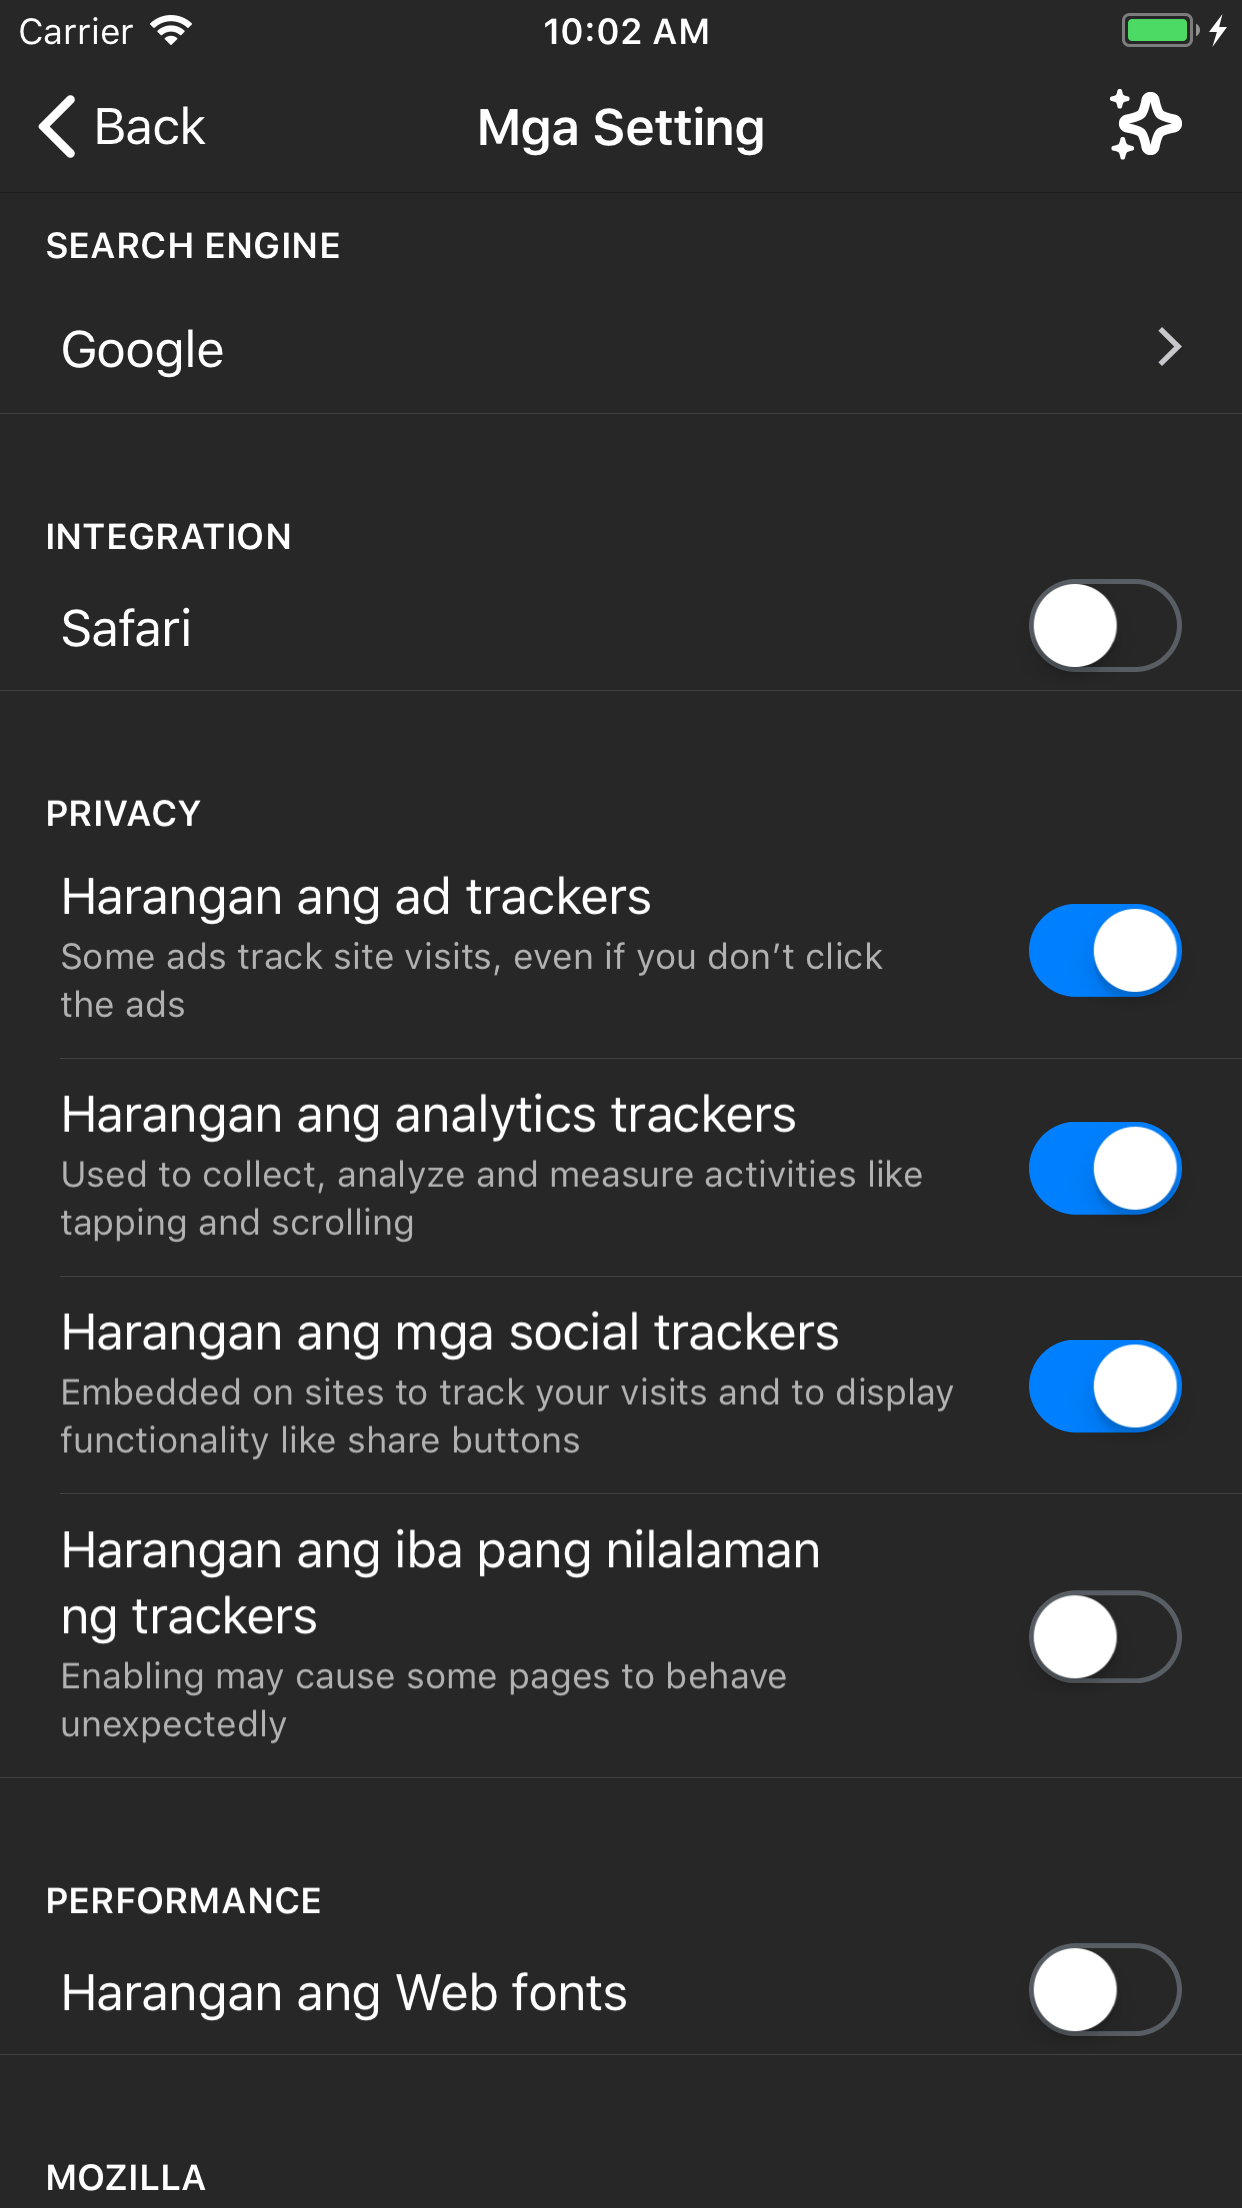 Carrier 10:02 AM
Back Mga Setting
SEARCH ENGINE
Google
INTEGRATION
Safari
PRIVACY
Harangan ang ad trackers
Some ads track site visits, even if you don’t click
the ads
Harangan ang analytics trackers
Used to collect, analyze and measure activities like
tapping and scrolling
Harangan ang mga social trackers
Embedded on sites to track your visits and to display
functionality like share buttons
Harangan ang iba pang nilalaman
ng trackers
Enabling may cause some pages to behave
unexpectedly
PERFORMANCE
Harangan ang Web fonts
MOZILLA